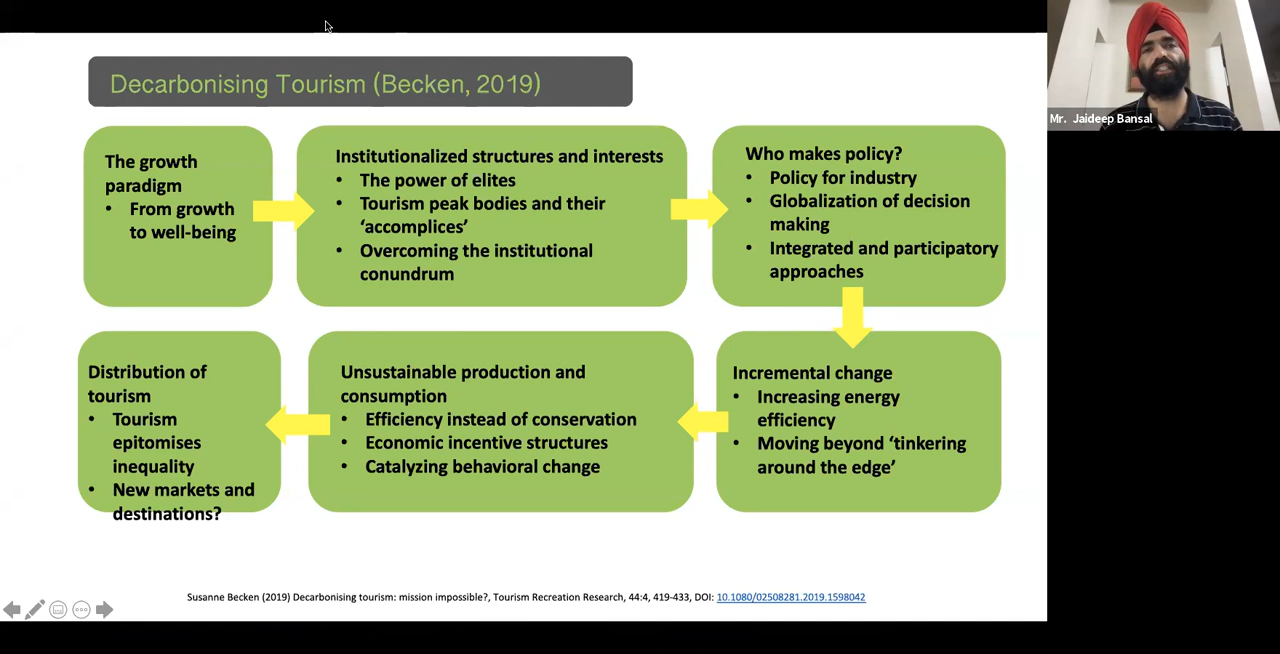 Decarbonising Tourism (Becken, 2019)
Mr. Jaideep Bansal
The growth
paradigm
• From growth
to well-being
Institutionalized structures and interests
• The power of elites
• Tourism peak bodies and their
‘accomplices’
• Overcoming the institutional
conundrum
Who makes policy?
• Policy for industry
• Globalization of decision
making
• Integrated and participatory
approaches
Incremental change
• Increasing energy
efficiency
• Moving beyond ‘tinkering
around the edge’
Unsustainable production and
consumption
• Efficiency instead of conservation
• Economic incentive structures
• Catalyzing behavioral change
Distribution of
tourism
• Tourism
epitomises
inequality
• New markets and
destinations?
Susanne Becken (2019) Decarbonising tourism: mission impossible?, Tourism Recreation Research, 44:4, 419-433, DOI: 10.1080/02508281.2019.1598042